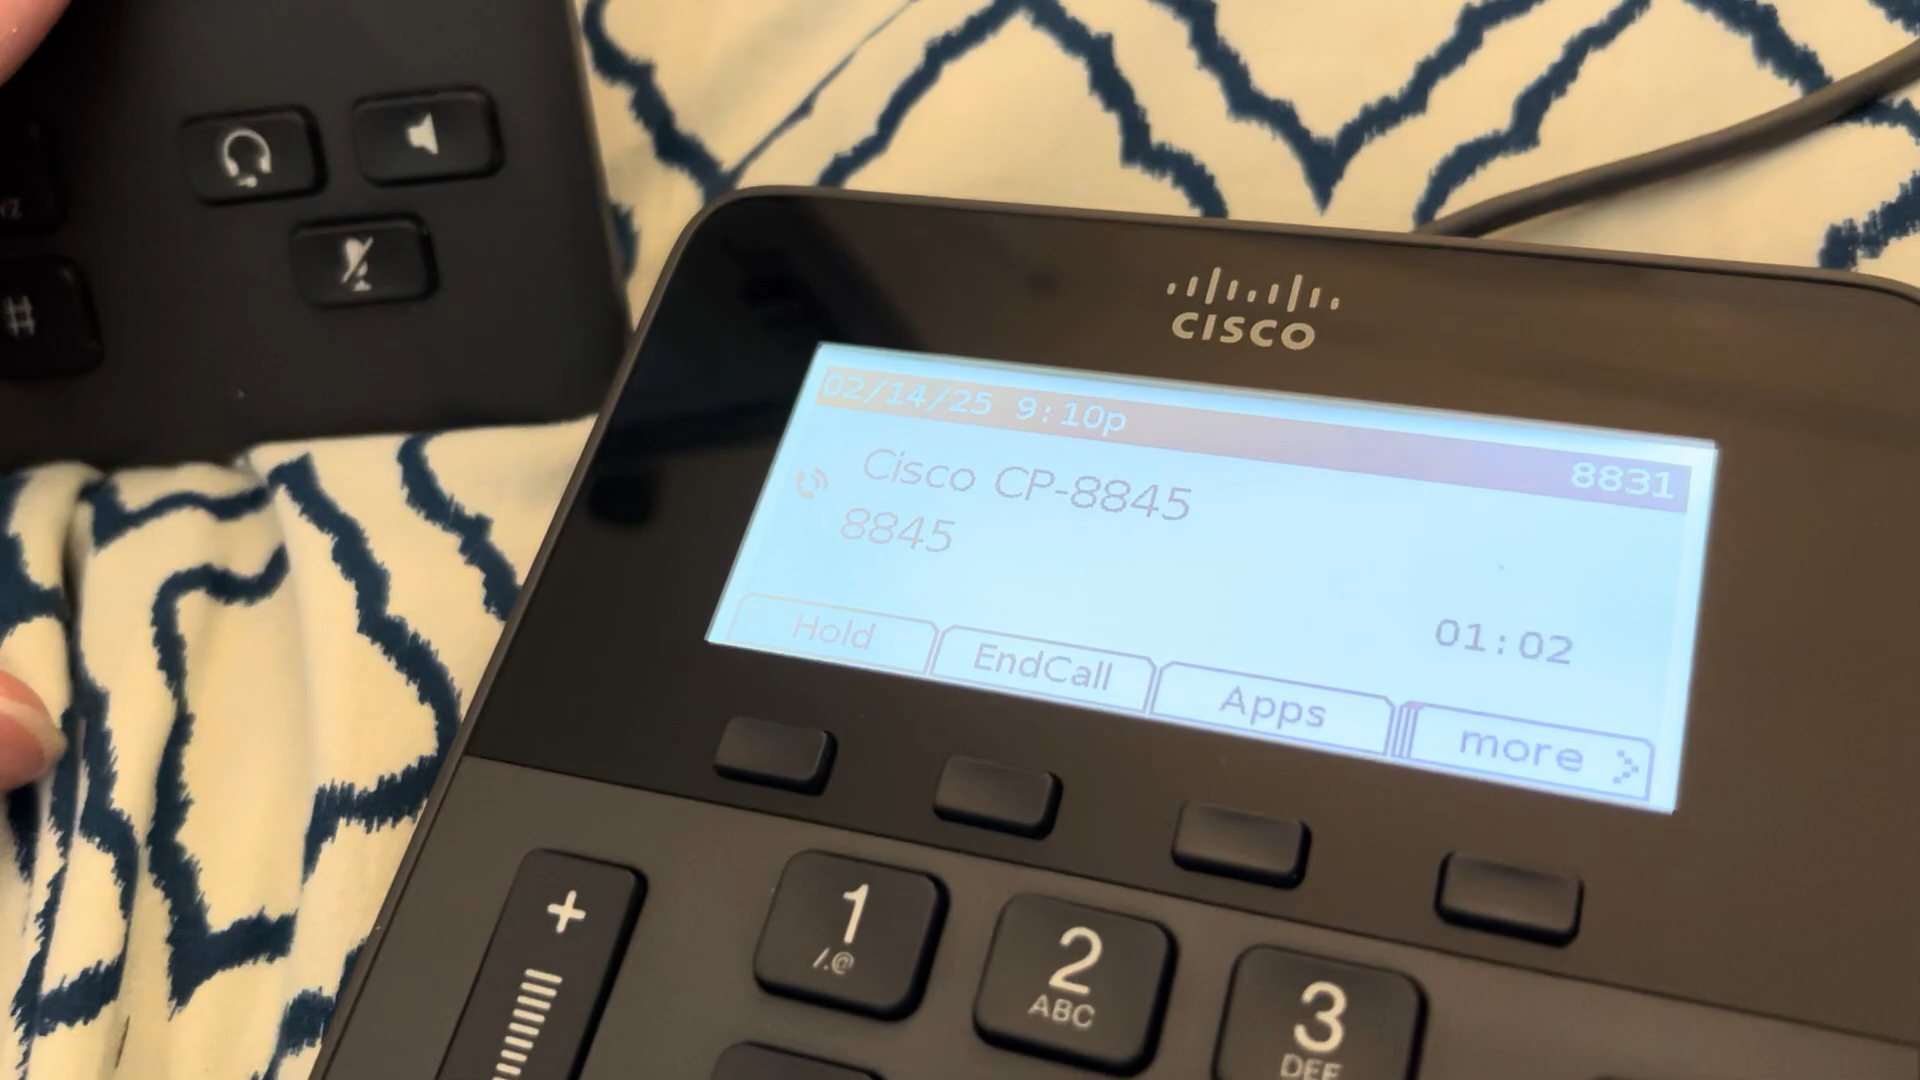 CISCO
02/14/25 9:10p
8831
Cisco CP-8845
8845
01:02
Hold
EndCall
Apps
more
#
+
1
/.@
2
ABC
3
DEF